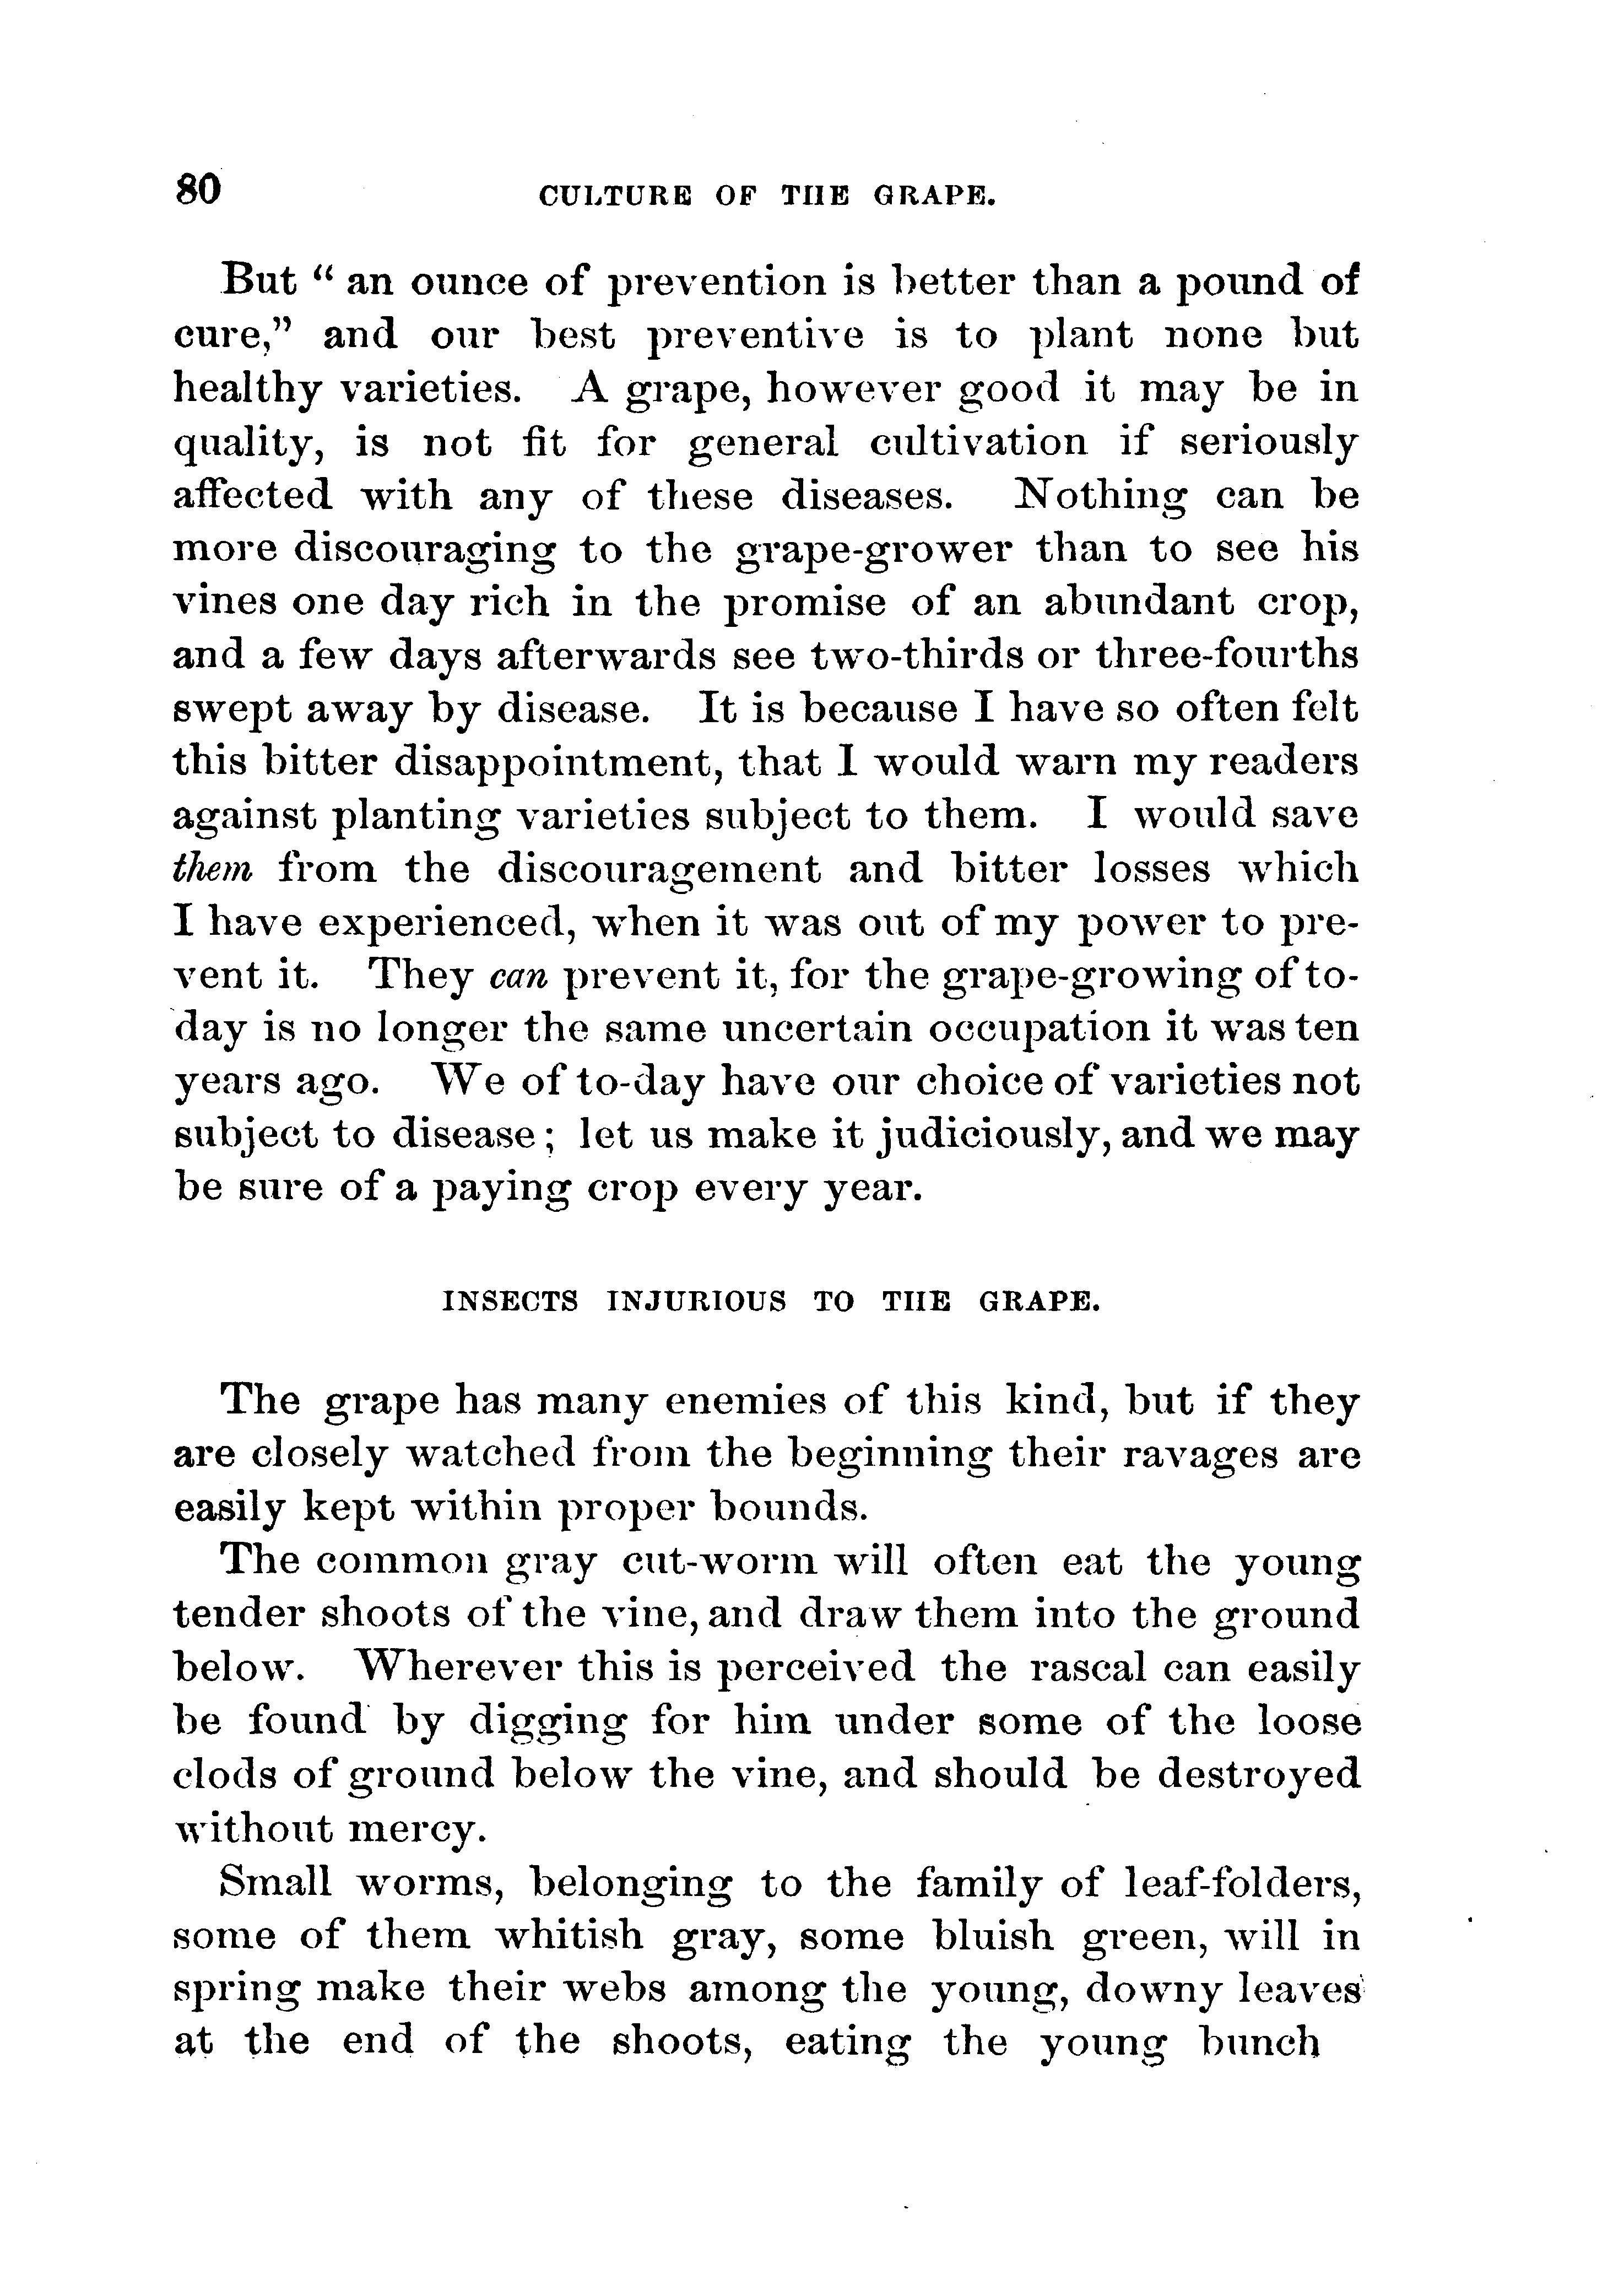 80 CULTURE OF THE GRAPE.
But " an ounce of prevention is better than a pound of
cure," and our best preventive is to plant none but
healthy varieties. A grape, however good it may be in
quality, is not fit for general cultivation if seriously
affected with any of these diseases. Nothing can be
more discouraging to the grape-grower than to see his
vines one day rich in the promise of an abundant crop,
and a few days afterwards see two-thirds or three-fourths
swept away by disease. It is because I have so often felt
this bitter disappointment, that I would warn my readers
against planting varieties subject to them. I would save
them from the discouragement and bitter losses which
I have experienced, when it was out of my power to pre-
vent it. They can prevent it, for the grape-growing of to-
day is no longer the same uncertain occupation it was ten
years ago. We of to-day have our choice of varieties not
subject to disease; let us make it judiciously, and we may
be sure of a paying crop every year.
INSECTS INJURIOUS TO THE GRAPE.
The grape has many enemies of this kind, but if they
are closely watched from the beginning their ravages are
easily kept within proper bounds.
The common gray cut-worm will often eat the young
tender shoots of the vine, and draw them into the ground
below. Wherever this is perceived the rascal can easily
be found by digging for him under some of the loose
clods of ground below the vine, and should be destroyed
without mercy.
Small worms, belonging to the family of leaf-folders,
some of them whitish gray, some bluish green, will in
spring make their webs among the young, downy leaves
at the end of the shoots, eating the young bunch